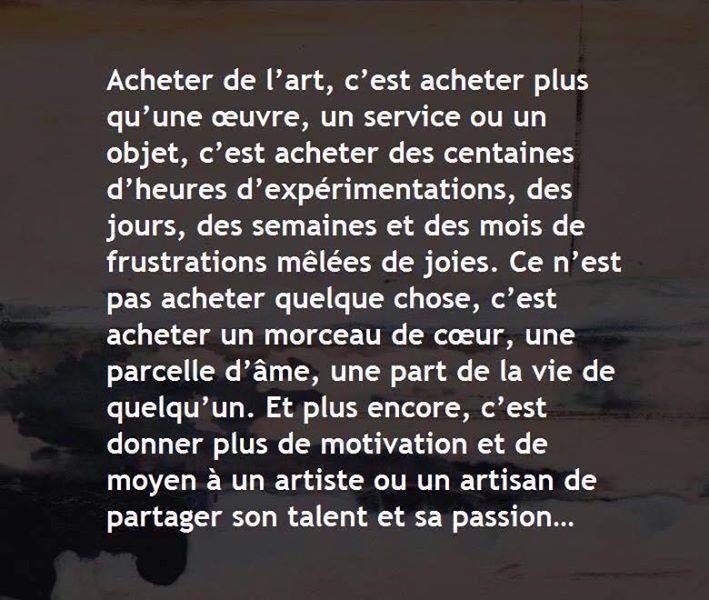 Acheter de l’art, c’est acheter plus
qu’une œuvre, un service ou un
objet, c’est acheter des centaines
d’heures d’expérimentations, des
jours, des semaines et des mois de
frustrations mêlées de joies. Ce n’est
pas acheter quelque chose, c’est
acheter un morceau de cœur, une
parcelle d’âme, une part de la vie de
quelqu’un. Et plus encore, c’est
donner plus de motivation et de
moyen à un artiste ou un artisan de
partager son talent et sa passion…